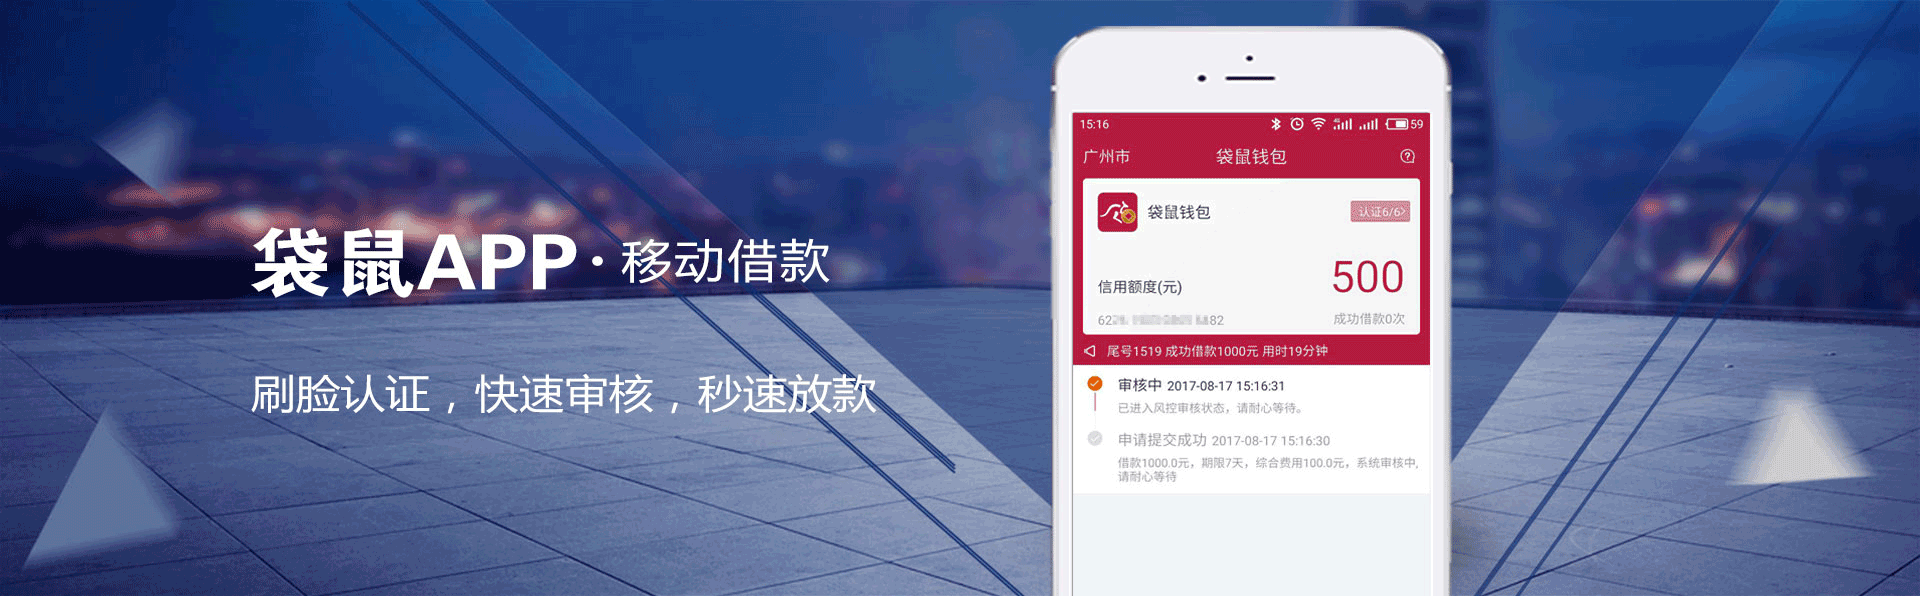 袋鼠APP·移动借款
刷脸认证，快速审核，秒速放款
15:16
59
广州市
袋鼠钱包
袋鼠钱包
认证6/6>
500
信用额度(元)
成功借款0次
尾号1519 成功借款1000元 用时19分钟
审核中 2017-08-17 15:16:31
已进入风控审核状态，请耐心等待。
申请提交成功 2017-08-17 15:16:30
借款1000.0元，期限7天，综合费用100.0元，系统审核中,
请耐心等待